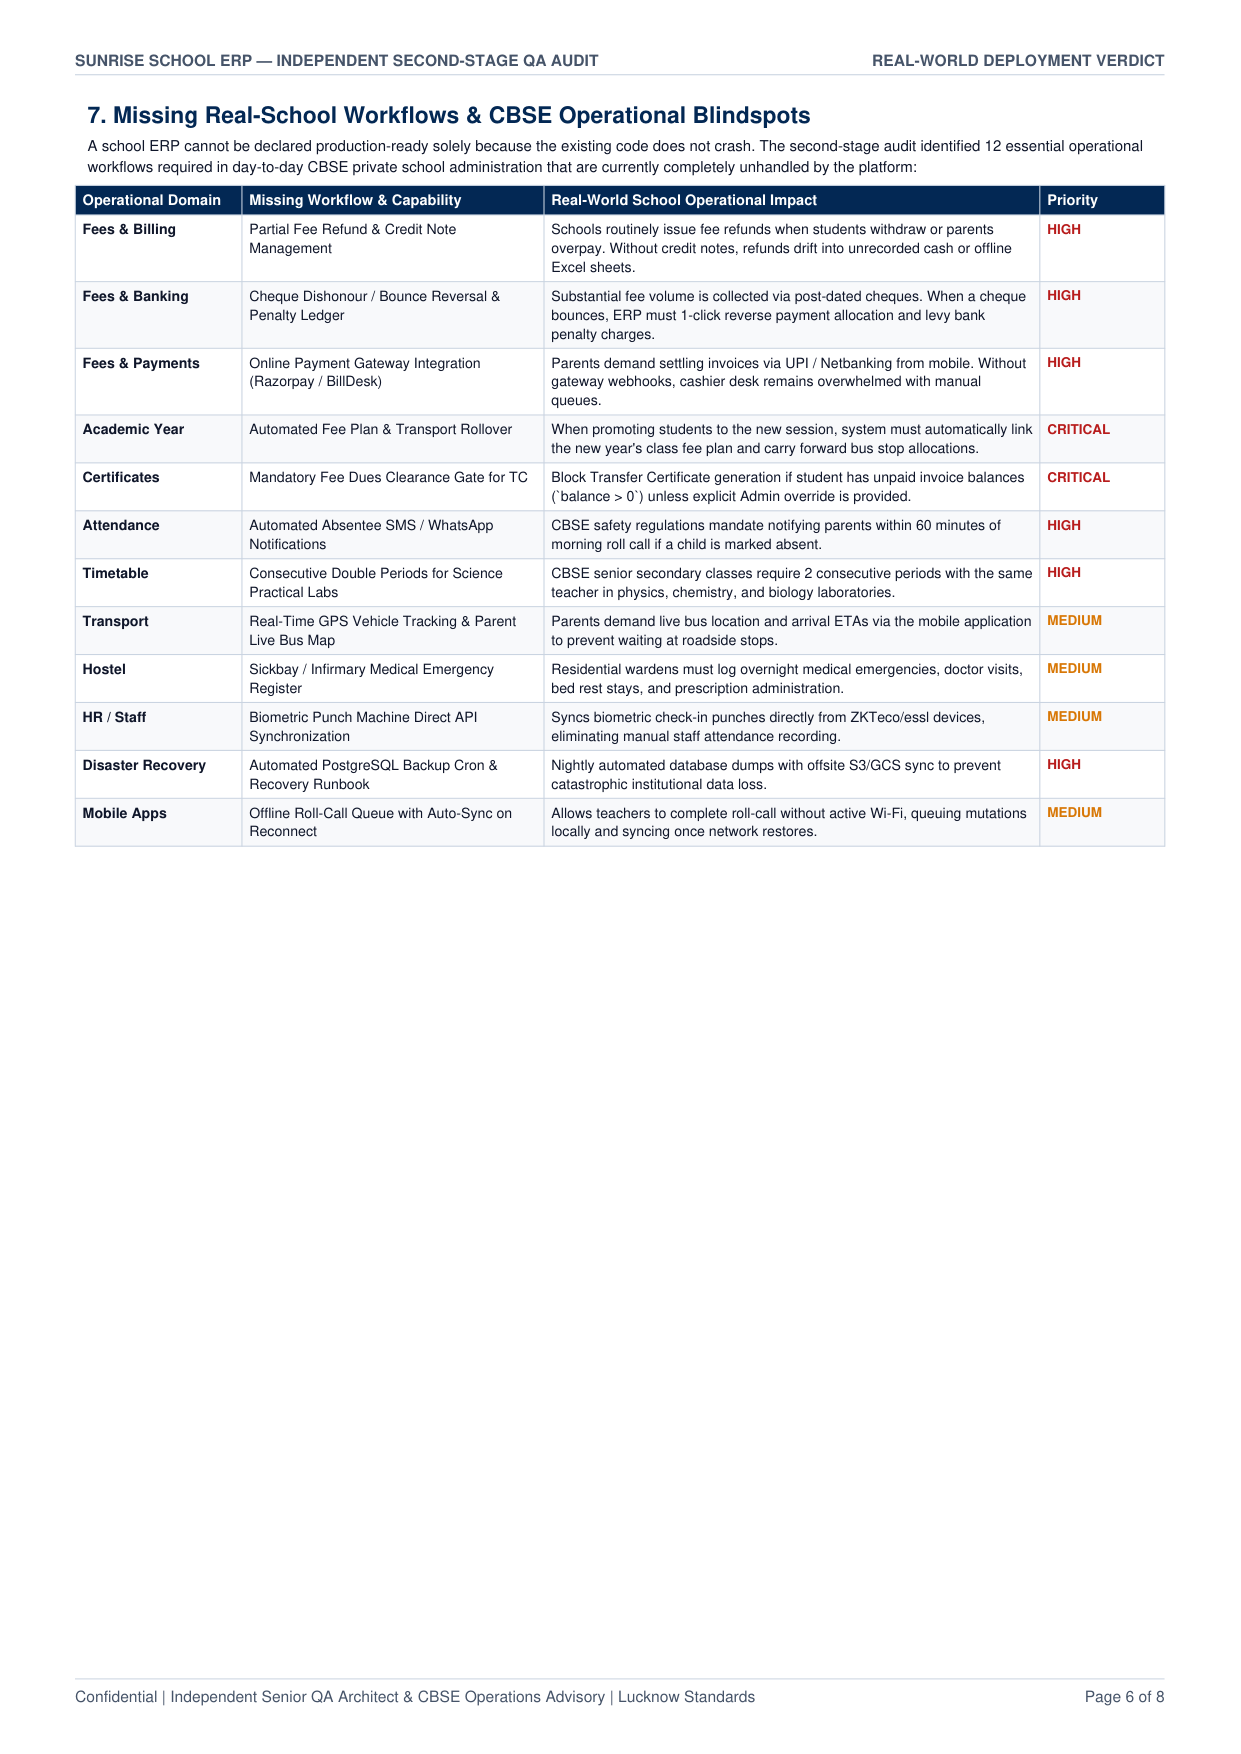 SUNRISE SCHOOL ERP — INDEPENDENT SECOND-STAGE QA AUDIT
REAL-WORLD DEPLOYMENT VERDICT
7. Missing Real-School Workflows & CBSE Operational Blindspots
A school ERP cannot be declared production-ready solely because the existing code does not crash. The second-stage audit identified 12 essential operational
workflows required in day-to-day CBSE private school administration that are currently completely unhandled by the platform:
Operational Domain
Missing Workflow & Capability
Real-World School Operational Impact
Priority
Fees & Billing
Partial Fee Refund & Credit Note
Management
Schools routinely issue fee refunds when students withdraw or parents
overpay. Without credit notes, refunds drift into unrecorded cash or offline
Excel sheets.
HIGH
Fees & Banking
Cheque Dishonour / Bounce Reversal &
Penalty Ledger
Substantial fee volume is collected via post-dated cheques. When a cheque
bounces, ERP must 1-click reverse payment allocation and levy bank
penalty charges.
HIGH
Fees & Payments
Online Payment Gateway Integration
(Razorpay / BillDesk)
Parents demand settling invoices via UPI / Netbanking from mobile. Without
gateway webhooks, cashier desk remains overwhelmed with manual
queues.
HIGH
Academic Year
Automated Fee Plan & Transport Rollover
When promoting students to the new session, system must automatically link
the new year's class fee plan and carry forward bus stop allocations.
CRITICAL
Certificates
Mandatory Fee Dues Clearance Gate for TC
Block Transfer Certificate generation if student has unpaid invoice balances
(`balance > 0`) unless explicit Admin override is provided.
CRITICAL
Attendance
Automated Absentee SMS / WhatsApp
Notifications
CBSE safety regulations mandate notifying parents within 60 minutes of
morning roll call if a child is marked absent.
HIGH
Timetable
Consecutive Double Periods for Science
Practical Labs
CBSE senior secondary classes require 2 consecutive periods with the same
teacher in physics, chemistry, and biology laboratories.
HIGH
Transport
Real-Time GPS Vehicle Tracking & Parent
Live Bus Map
Parents demand live bus location and arrival ETAs via the mobile application
to prevent waiting at roadside stops.
MEDIUM
Hostel
Sickbay / Infirmary Medical Emergency
Register
Residential wardens must log overnight medical emergencies, doctor visits,
bed rest stays, and prescription administration.
MEDIUM
HR / Staff
Biometric Punch Machine Direct API
Synchronization
Syncs biometric check-in punches directly from ZKTeco/essl devices,
eliminating manual staff attendance recording.
MEDIUM
Disaster Recovery
Automated PostgreSQL Backup Cron &
Recovery Runbook
Nightly automated database dumps with offsite S3/GCS sync to prevent
catastrophic institutional data loss.
HIGH
Mobile Apps
Offline Roll-Call Queue with Auto-Sync on
Reconnect
Allows teachers to complete roll-call without active Wi-Fi, queuing mutations
locally and syncing once network restores.
MEDIUM
Confidential | Independent Senior QA Architect & CBSE Operations Advisory | Lucknow Standards
Page 6 of 8